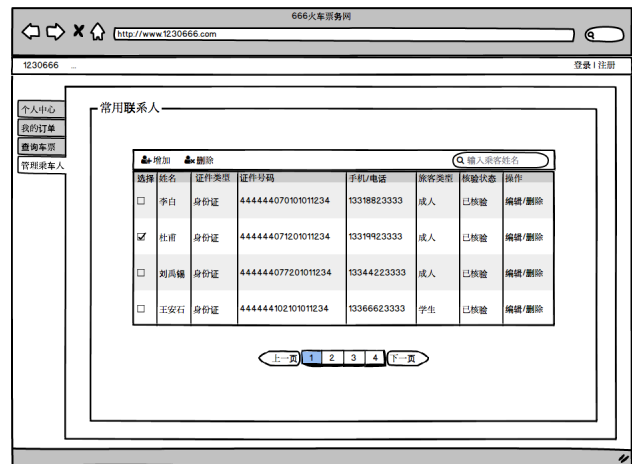 666火车票务网
http://www.1230666.com
1230666 ...
登录 | 注册
个人中心
我的订单
查询车票
管理乘车人
常用联系人
增加 删除 输入乘客姓名
选择 姓名 证件类型 证件号码 手机/电话 旅客类型 核验状态 操作
李白 身份证 444444070101011234 13318823333 成人 已核验 编辑/删除
杜甫 身份证 444444071201011234 13319923333 成人 已核验 编辑/删除
刘禹锡 身份证 444444077201011234 13344223333 成人 已核验 编辑/删除
王安石 身份证 444444102101011234 13366623333 学生 已核验 编辑/删除
上一页 1 2 3 4 下一页